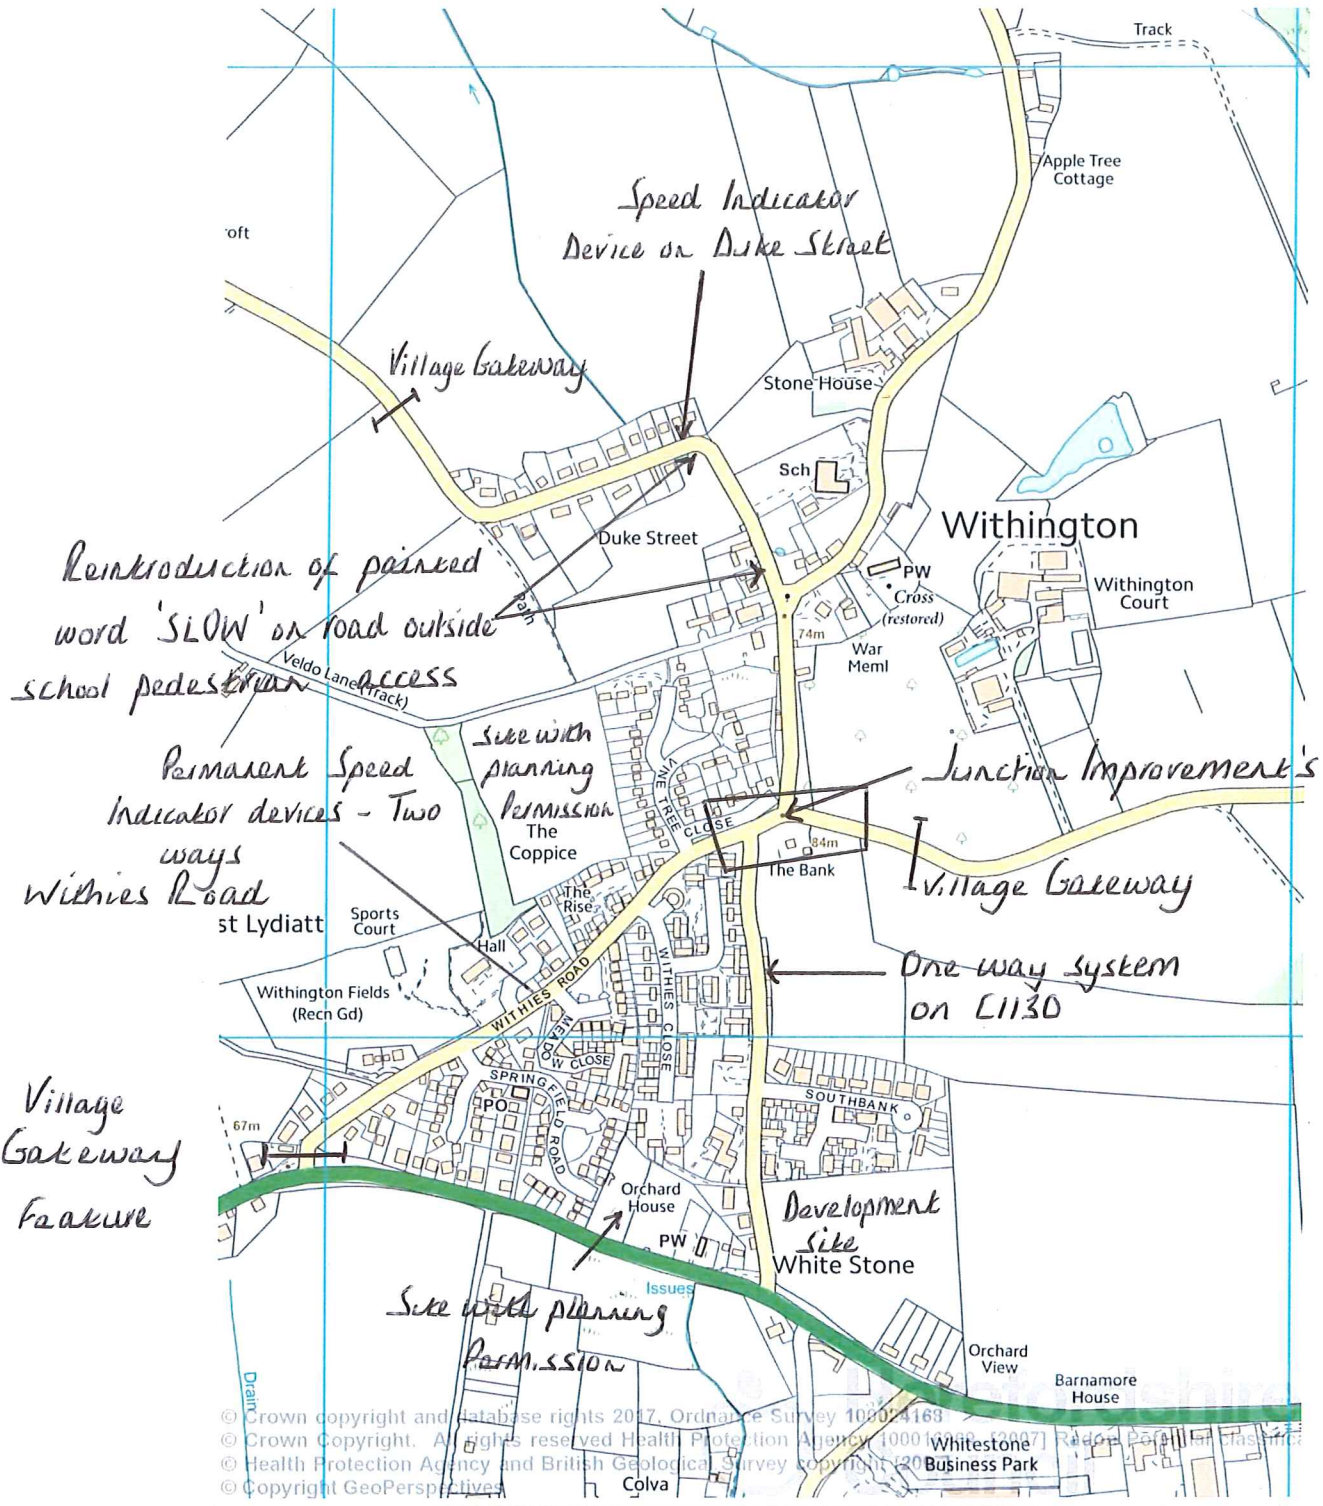 Track
Apple Tree
Cottage
Speed Indicator
Device on Duke Street
oft
Village Gateway
Stone House
Sch
Withington
Duke Street
Reintroduction of painted
word 'SLOW' on road outside
school pedestrian access
Path
PW
Cross
(restored)
Withington
Court
74m
War
Meml
Veldo Lane (Track)
Site with
planning
Permission
Permanent Speed
Indicator devices - Two
ways
Withies Road
Junction Improvement's
VINE TREE
CLOSE
The
Coppice
84m
The Bank
Village Gateway
The
Rise
st Lydiatt
Sports
Court
Hall
WITHIES ROAD
WITHIES CLOSE
One way system
on C1130
Withington Fields
(Recn Gd)
MEADOW CLOSE
SPRINGFIELD ROAD
PO
SOUTHBANK
Village
Gateway
Feature
67m
Orchard
House
PW
Development
Site
White Stone
Issues
Site with planning
Permission
Orchard
View
Barnamore
House
Drain
Herefordshire
© Crown copyright and database rights 2017. Ordnance Survey 100024168
© Crown Copyright. All rights reserved Health Protection Agency [2007] Radon Potential
© Health Protection Agency and British Geological Survey copyright
© Copyright GeoPerspectives
Whitestone
Business Park
Colva